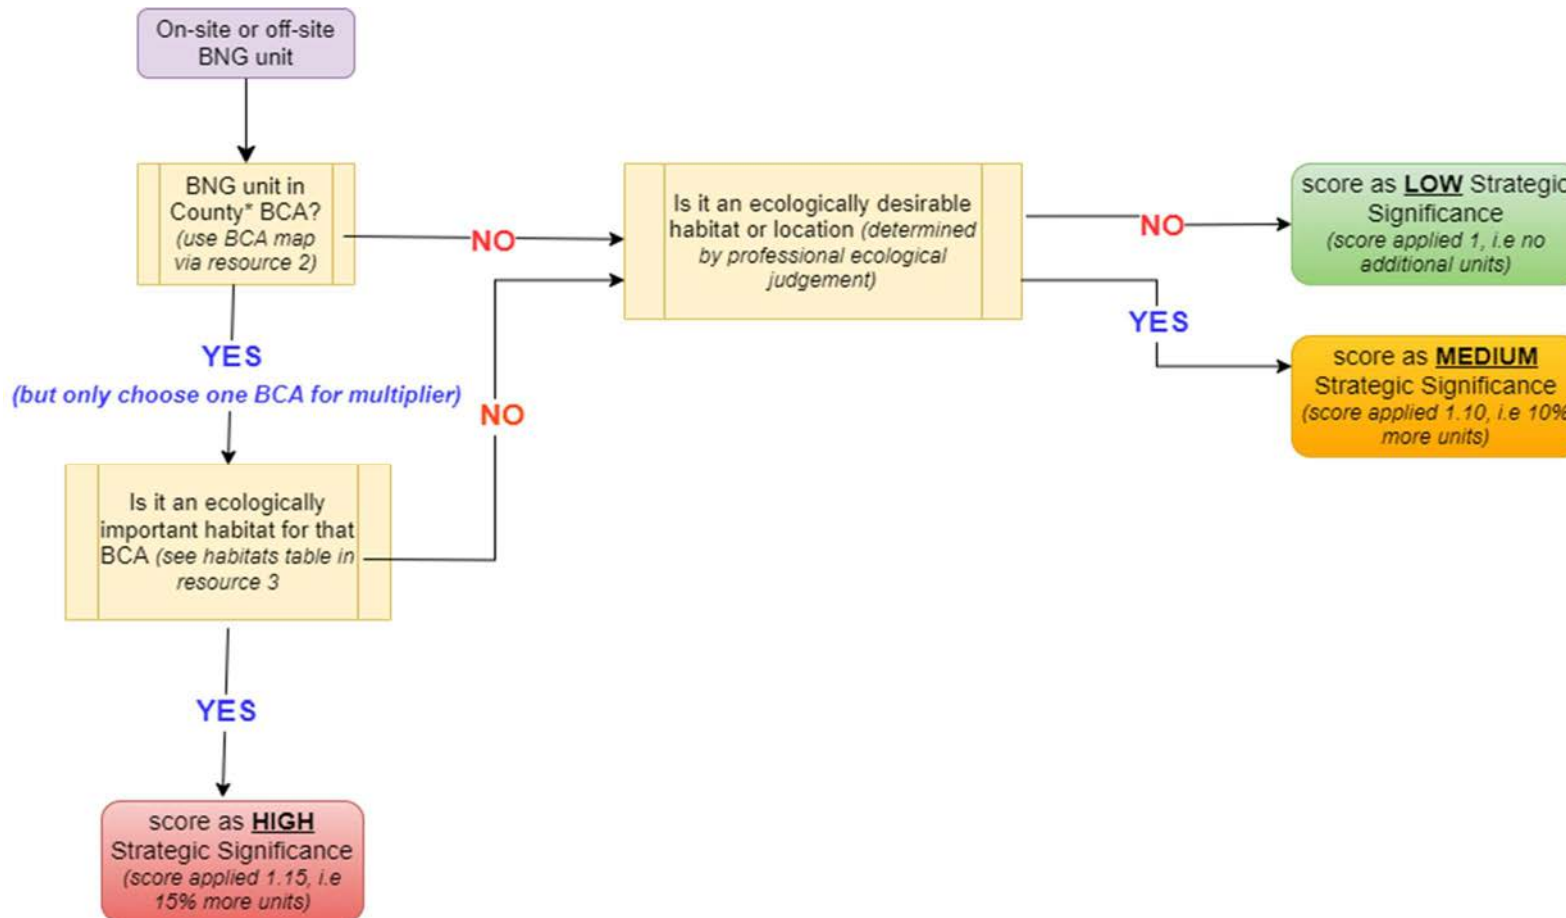 On-site or off-site
BNG unit
BNG unit in
County* BCA?
(use BCA map
via resource 2)
NO
Is it an ecologically desirable
habitat or location (determined
by professional ecological
judgement)
NO
score as LOW Strategic
Significance
(score applied 1, i.e no
additional units)
YES
score as MEDIUM
Strategic Significance
(score applied 1.10, i.e 10%
more units)
YES
(but only choose one BCA for multiplier)
NO
Is it an ecologically
important habitat for that
BCA (see habitats table in
resource 3
YES
score as HIGH
Strategic Significance
(score applied 1.15, i.e
15% more units)